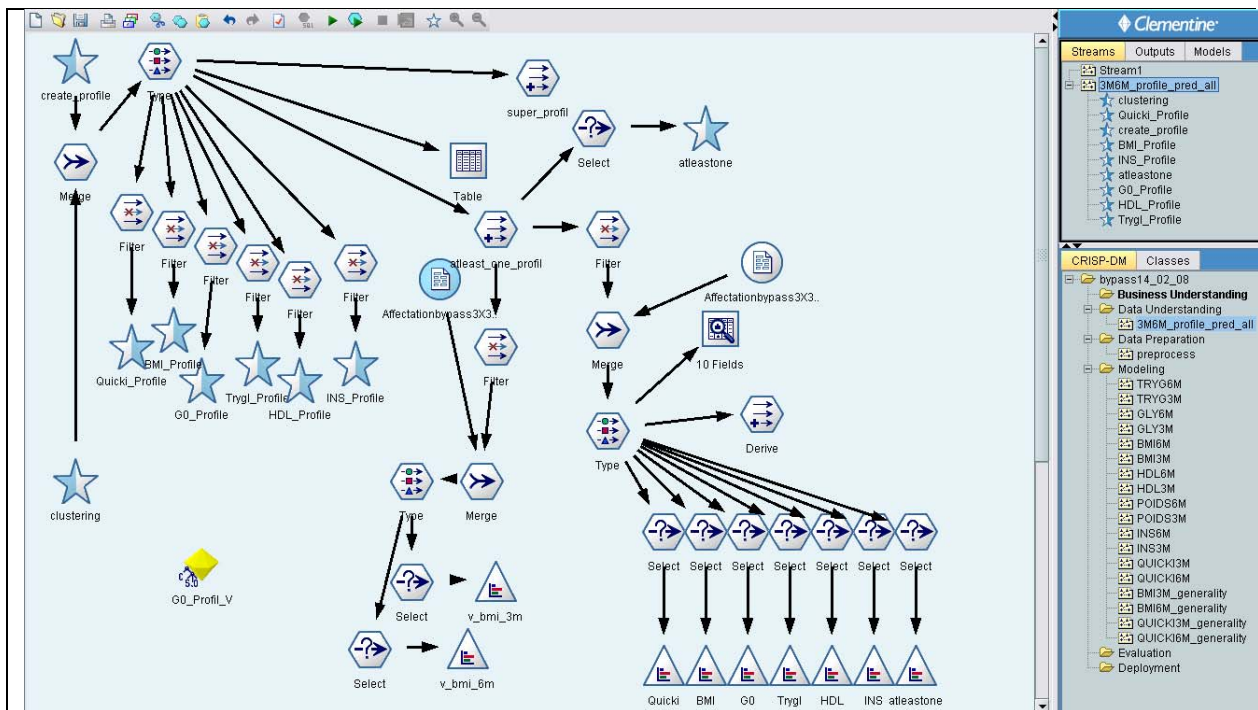 Clementine
Streams Outputs Models
Stream1
3M6M_profile_pred_all
clustering
Quicki_Profile
create_profile
BMI_Profile
INS_Profile
atleastone
G0_Profile
HDL_Profile
Trygl_Profile
CRISP-DM Classes
bypass14_02_08
Business Understanding
Data Understanding
3M6M_profile_pred_all
Data Preparation
preprocess
Modeling
TRYG6M
TRYG3M
GLY6M
GLY3M
BMI6M
BMI3M
HDL6M
HDL3M
POIDS6M
POIDS3M
INS6M
INS3M
QUICKI3M
QUICKI6M
BMI3M_generality
BMI6M_generality
QUICKI3M_generality
QUICKI6M_generality
Evaluation
Deployment
create_profile
Type
super_profil
Select
atleastone
Merge
Table
Filter
Filter
Filter
Filter
Filter
Filter
atleast_one_profil
Filter
Affectationbypass3X3..
Affectationbypass3X3..
Quicki_Profile
BMI_Profile
G0_Profile
Trygl_Profile
HDL_Profile
INS_Profile
Filter
Merge
10 Fields
Type
Derive
clustering
Type
Merge
C 5.0
G0_Profil_V
Select
v_bmi_3m
Select
v_bmi_6m
Select Select Select Select Select Select Select
Quicki BMI G0 Trygl HDL INS atleastone